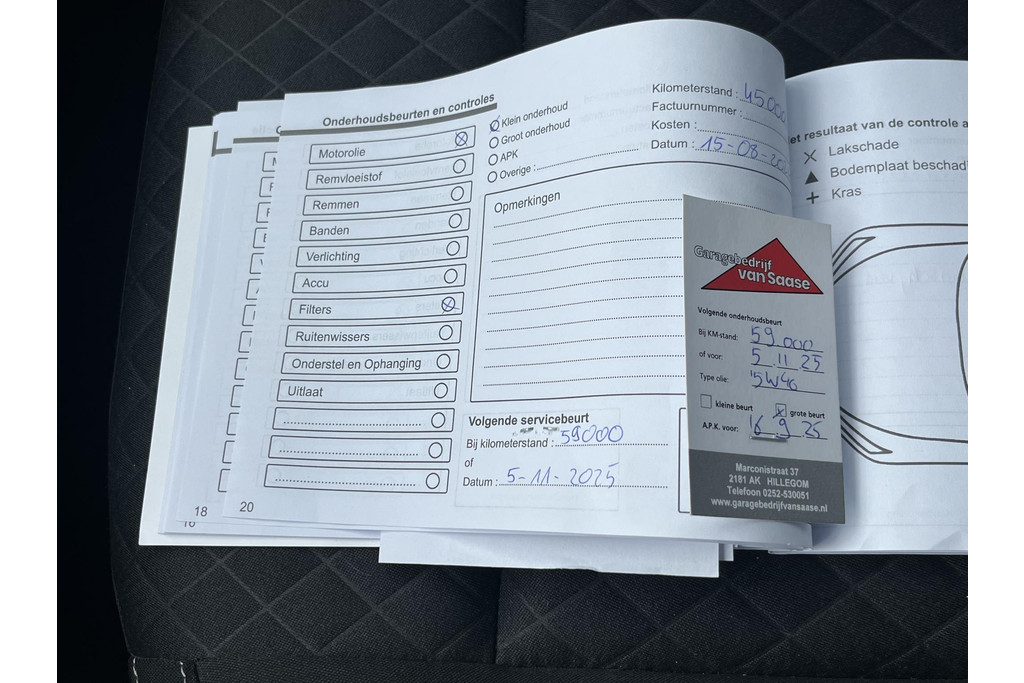 Onderhoudsbeurten en controles
Motorolie
Remvloeistof
Remmen
Banden
Verlichting
Accu
Filters
Ruitenwissers
Onderstel en Ophanging
Uitlaat
Klein onderhoud
Groot onderhoud
APK
Overige :
Kilometerstand : 45000
Factuurnummer :
Kosten :
Datum : 15-08-20
Opmerkingen
Volgende servicebeurt
Bij kilometerstand : 59000
of
Datum : 5-11-2025
18
20
Garagebedrijf
van Saase
Volgende onderhoudsbeurt
Bij KM-stand: 59.000
of voor: 5 11 25
Type olie: 5W40
kleine beurt
grote beurt
A.P.K. voor: 16 9 25
Marconistraat 37
2181 AK HILLEGOM
Telefoon 0252-530051
www.garagebedrijfvansaase.nl
et resultaat van de controle a
Lakschade
Bodemplaat beschad
Kras